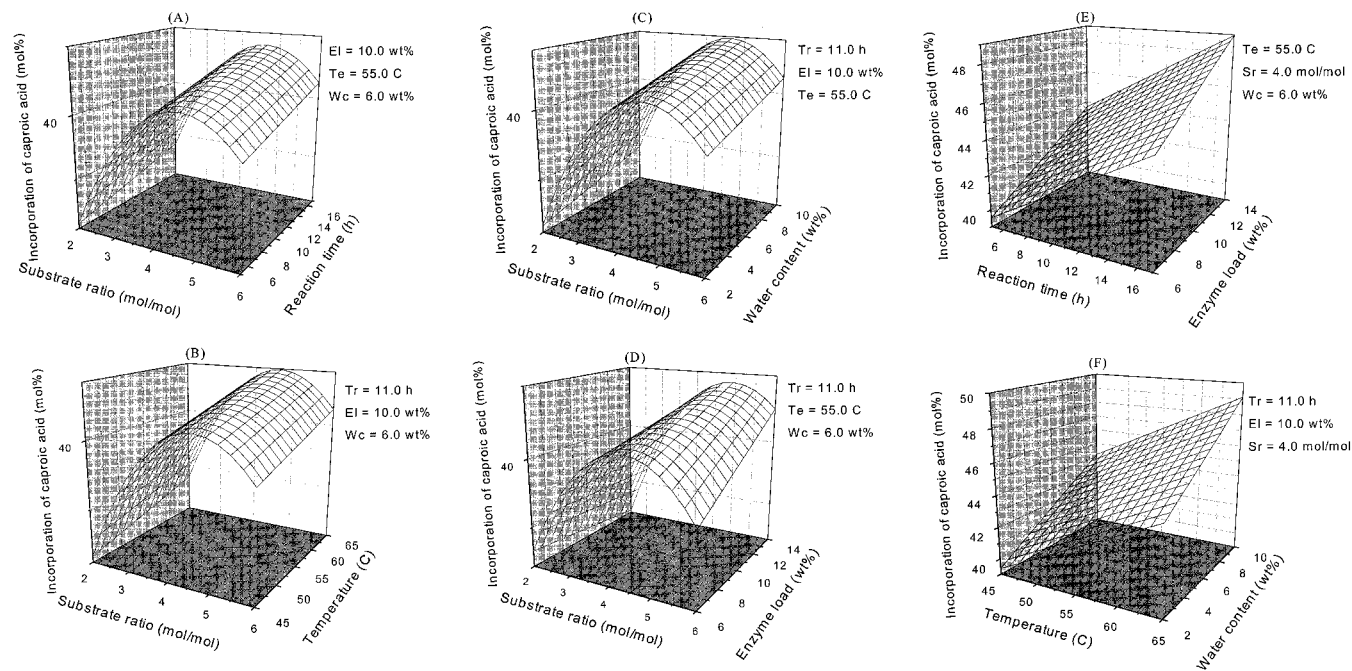 (A)
Incorporation of caproic acid (mol%)
40
El = 10.0 wt%
Te = 55.0 C
Wc = 6.0 wt%
2
3
4
5
6
Substrate ratio (mol/mol)
6
8
10
12
14
16
Reaction time (h)
(C)
Incorporation of caproic acid (mol%)
40
Tr = 11.0 h
El = 10.0 wt%
Te = 55.0 C
2
3
4
5
6
Substrate ratio (mol/mol)
2
4
6
8
10
Water content (wt%)
(E)
Incorporation of caproic acid (mol%)
48
46
44
42
40
Te = 55.0 C
Sr = 4.0 mol/mol
Wc = 6.0 wt%
6
8
10
12
14
16
Reaction time (h)
6
8
10
12
14
Enzyme load (wt%)
(B)
Incorporation of caproic acid (mol%)
40
Tr = 11.0 h
El = 10.0 wt%
Wc = 6.0 wt%
2
3
4
5
6
Substrate ratio (mol/mol)
45
50
55
60
65
Temperature (C)
(D)
Incorporation of caproic acid (mol%)
40
Tr = 11.0 h
Te = 55.0 C
Wc = 6.0 wt%
2
3
4
5
6
Substrate ratio (mol/mol)
6
8
10
12
14
Enzyme load (wt%)
(F)
Incorporation of caproic acid (mol%)
50
48
46
44
42
40
Tr = 11.0 h
El = 10.0 wt%
Sr = 4.0 mol/mol
45
50
55
60
65
Temperature (C)
2
4
6
8
10
Water content (wt%)